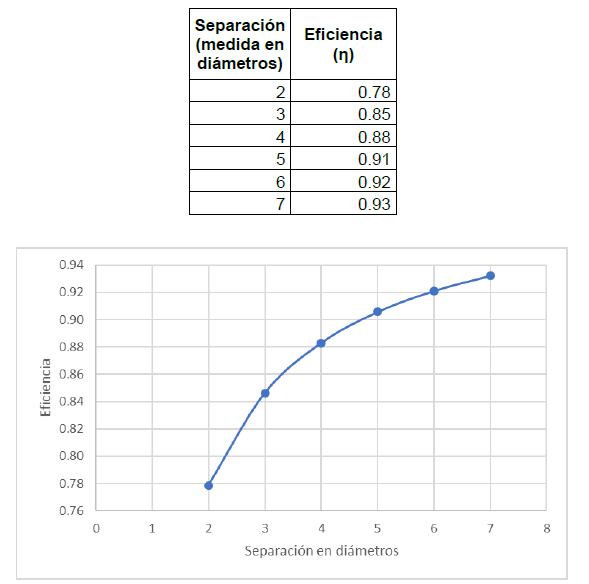 Separación
(medida en
diámetros)
Eficiencia
(η)
2 0.78
3 0.85
4 0.88
5 0.91
6 0.92
7 0.93
0.94
0.92
0.90
0.88
0.86
0.84
0.82
0.80
0.78
0.76
Eficiencia
0 1 2 3 4 5 6 7 8
Separación en diámetros